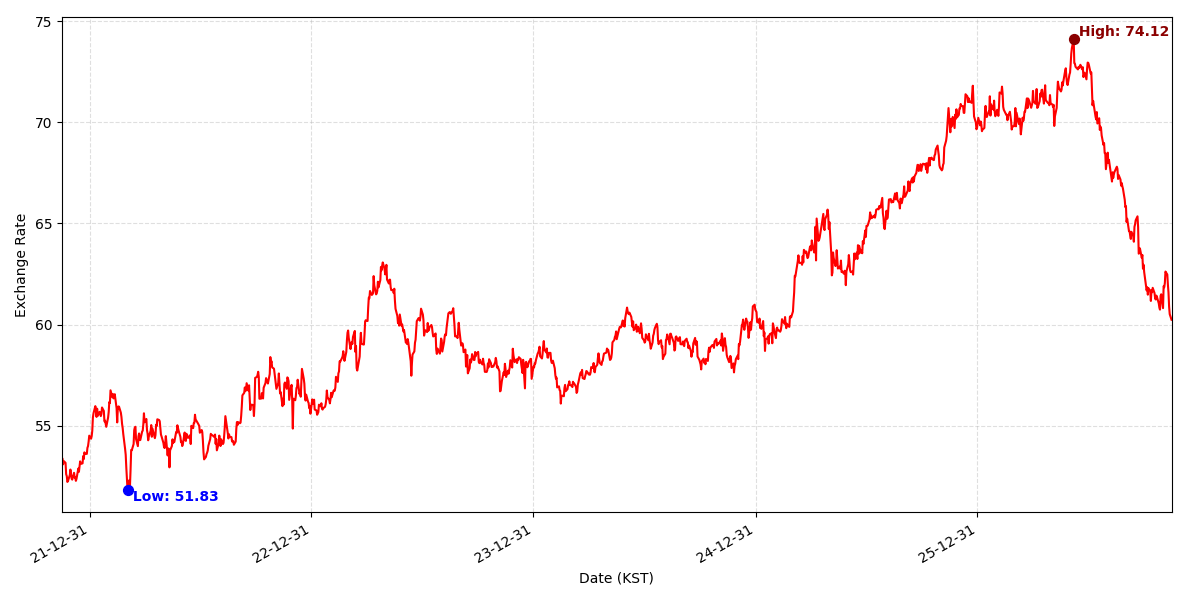 75
70
65
60
55
Exchange Rate
High: 74.12
Low: 51.83
21-12-31
22-12-31
23-12-31
24-12-31
25-12-31
Date (KST)